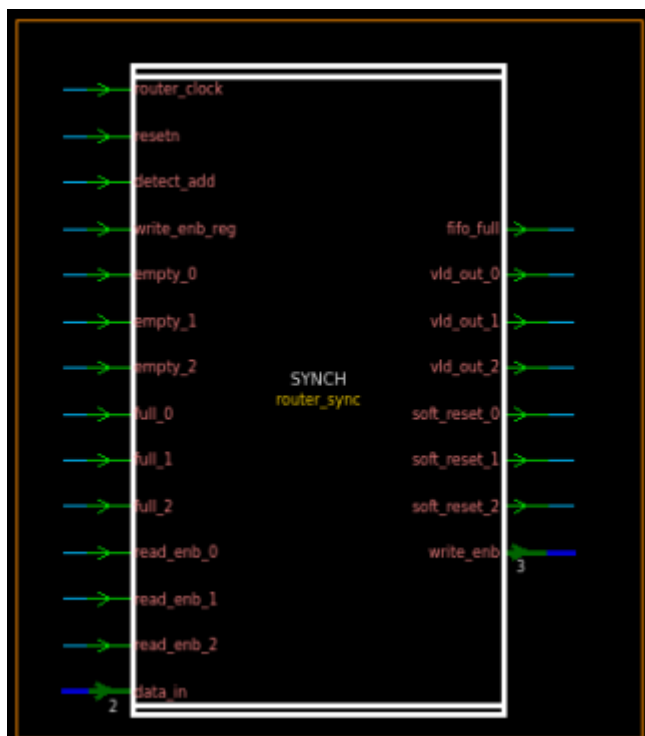 router_clock
resetn
detect_add
write_enb_reg
fifo_full
empty_0
vld_out_0
empty_1
vld_out_1
empty_2
vld_out_2
SYNCH
router_sync
full_0
soft_reset_0
full_1
soft_reset_1
full_2
soft_reset_2
read_enb_0
write_enb
3
read_enb_1
read_enb_2
data_in
2